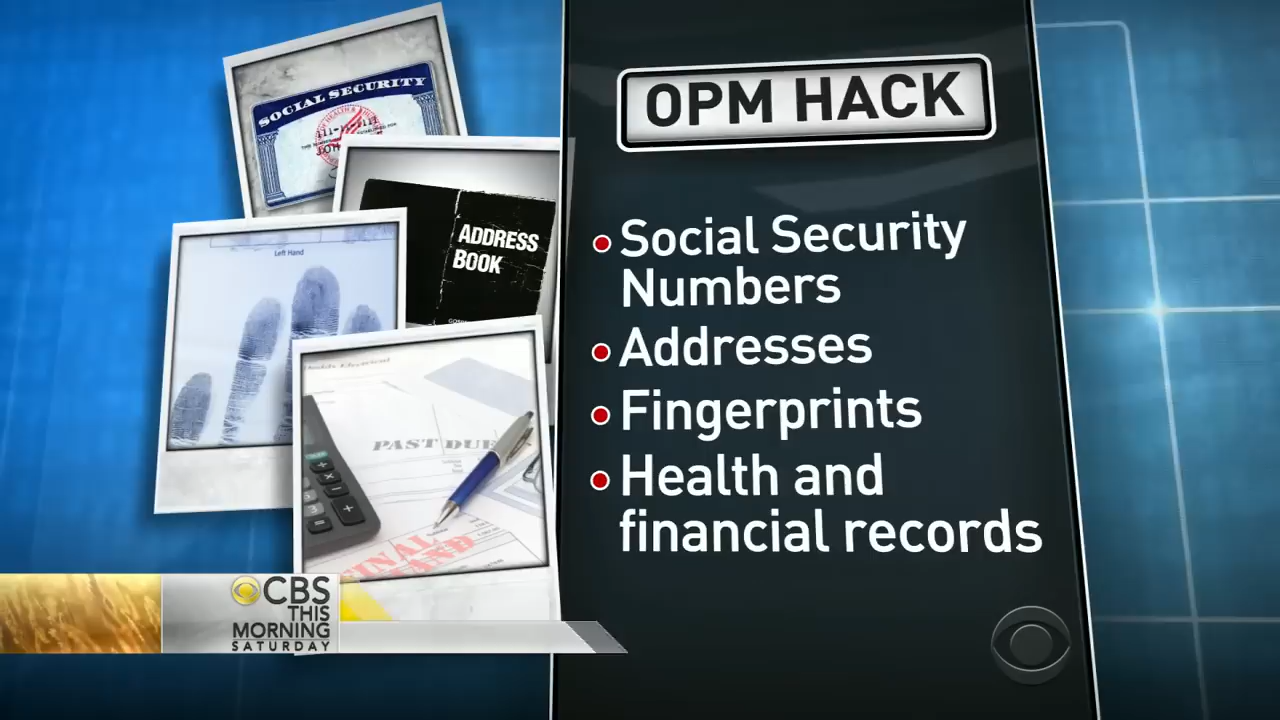 SOCIAL SECURITY
ADDRESS
BOOK
Left Hand
PAST DUE
OPM HACK
Social Security
Numbers
Addresses
Fingerprints
Health and
financial records
CBS
THIS
MORNING
SATURDAY